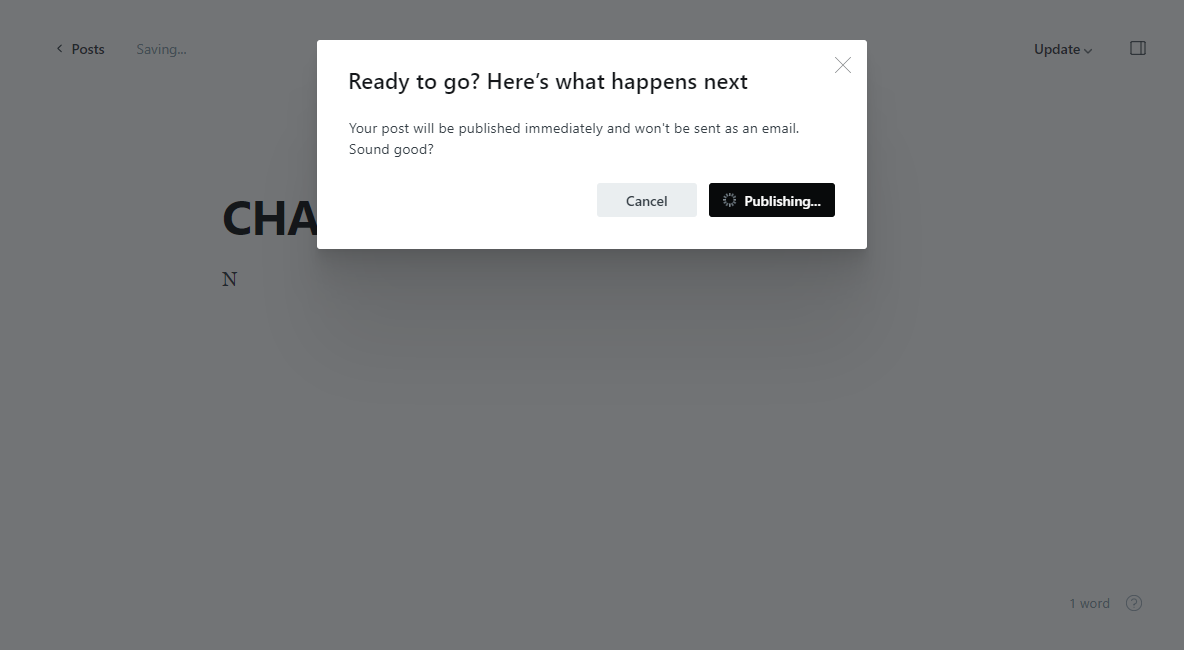 Posts
Saving...
Update
Ready to go? Here’s what happens next
Your post will be published immediately and won't be sent as an email.
Sound good?
Cancel
Publishing...
N
1 word
?